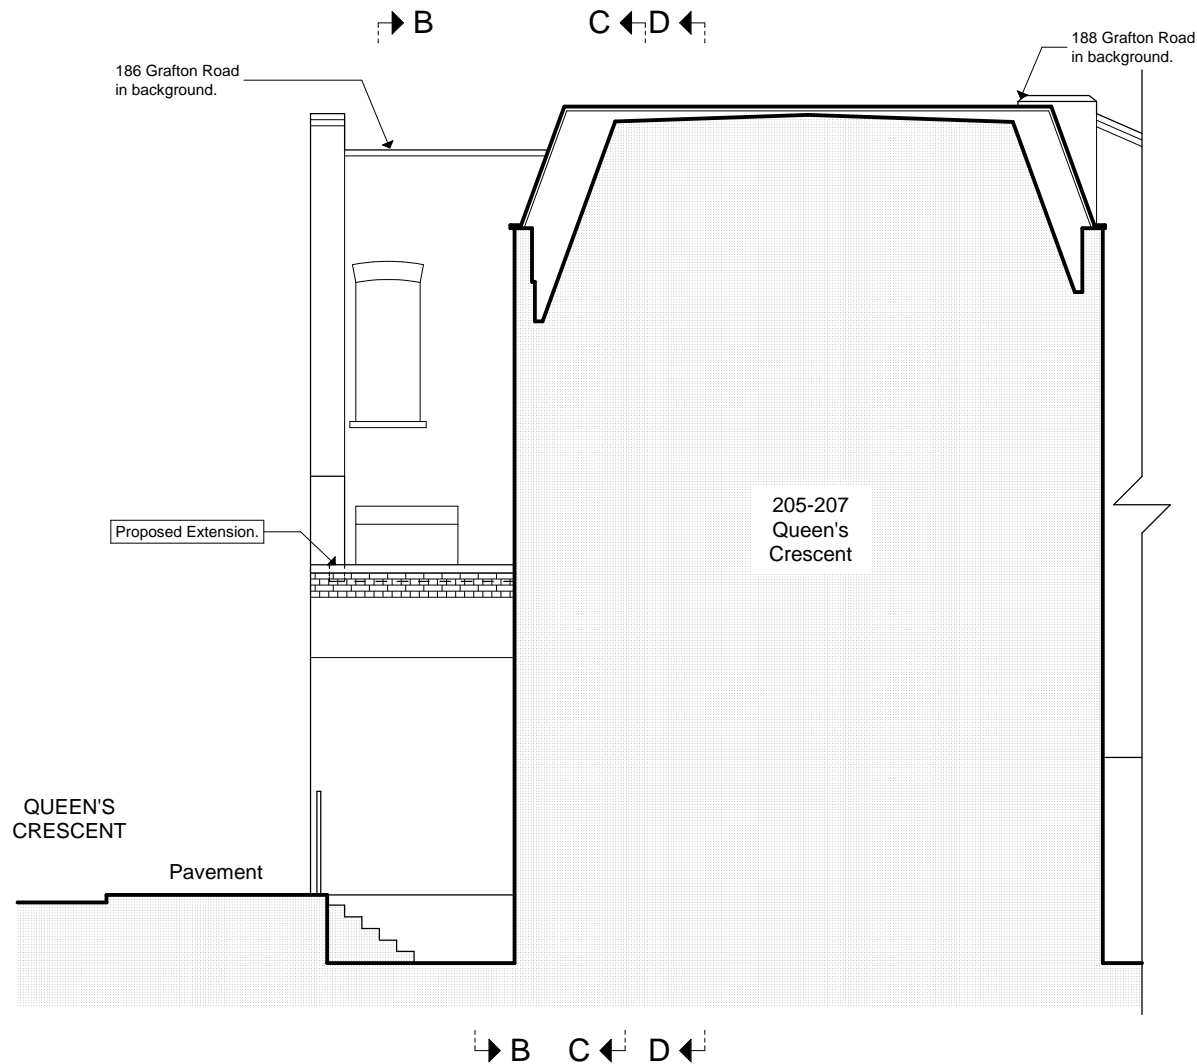 B
C D
186 Grafton Road
in background.
188 Grafton Road
in background.
205-207
Queen's
Crescent
Proposed Extension.
QUEEN'S
CRESCENT
Pavement
B C D